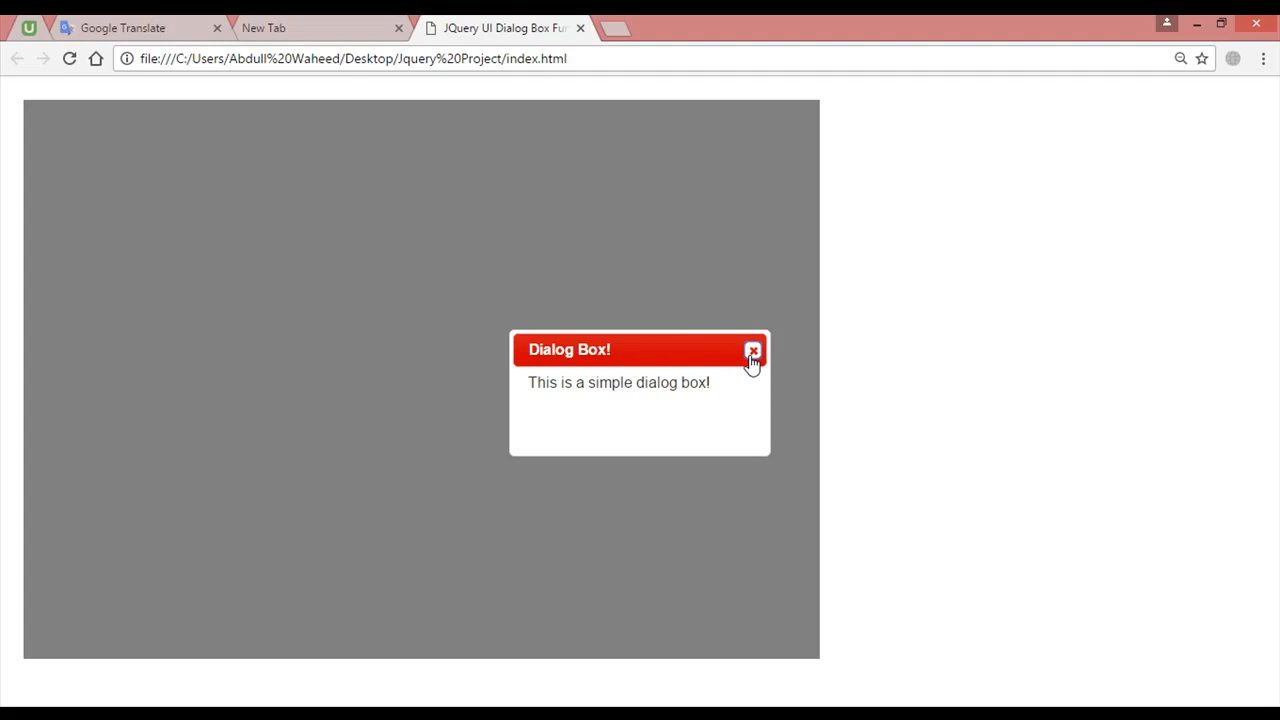 Google Translate
New Tab
JQuery UI Dialog Box Fun
file:///C:/Users/Abdull%20Waheed/Desktop/Jquery%20Project/index.html
Dialog Box!
This is a simple dialog box!